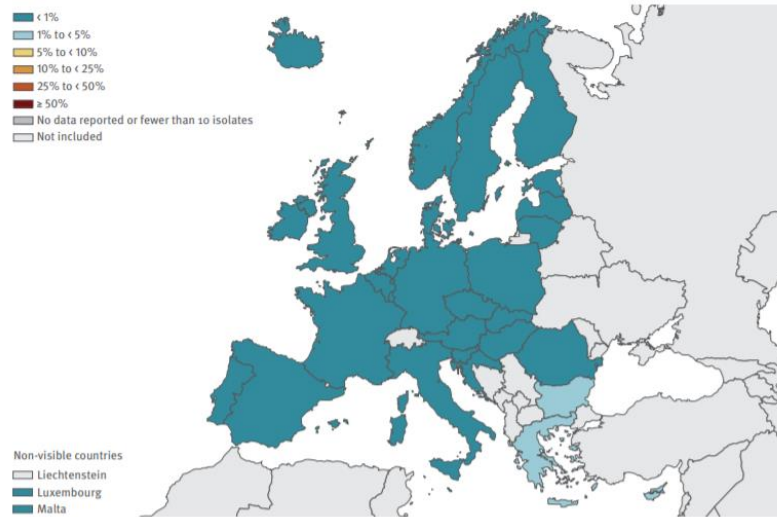 < 1%
1% to < 5%
5% to < 10%
10% to < 25%
25% to < 50%
≥ 50%
No data reported or fewer than 10 isolates
Not included
Non-visible countries
Liechtenstein
Luxembourg
Malta